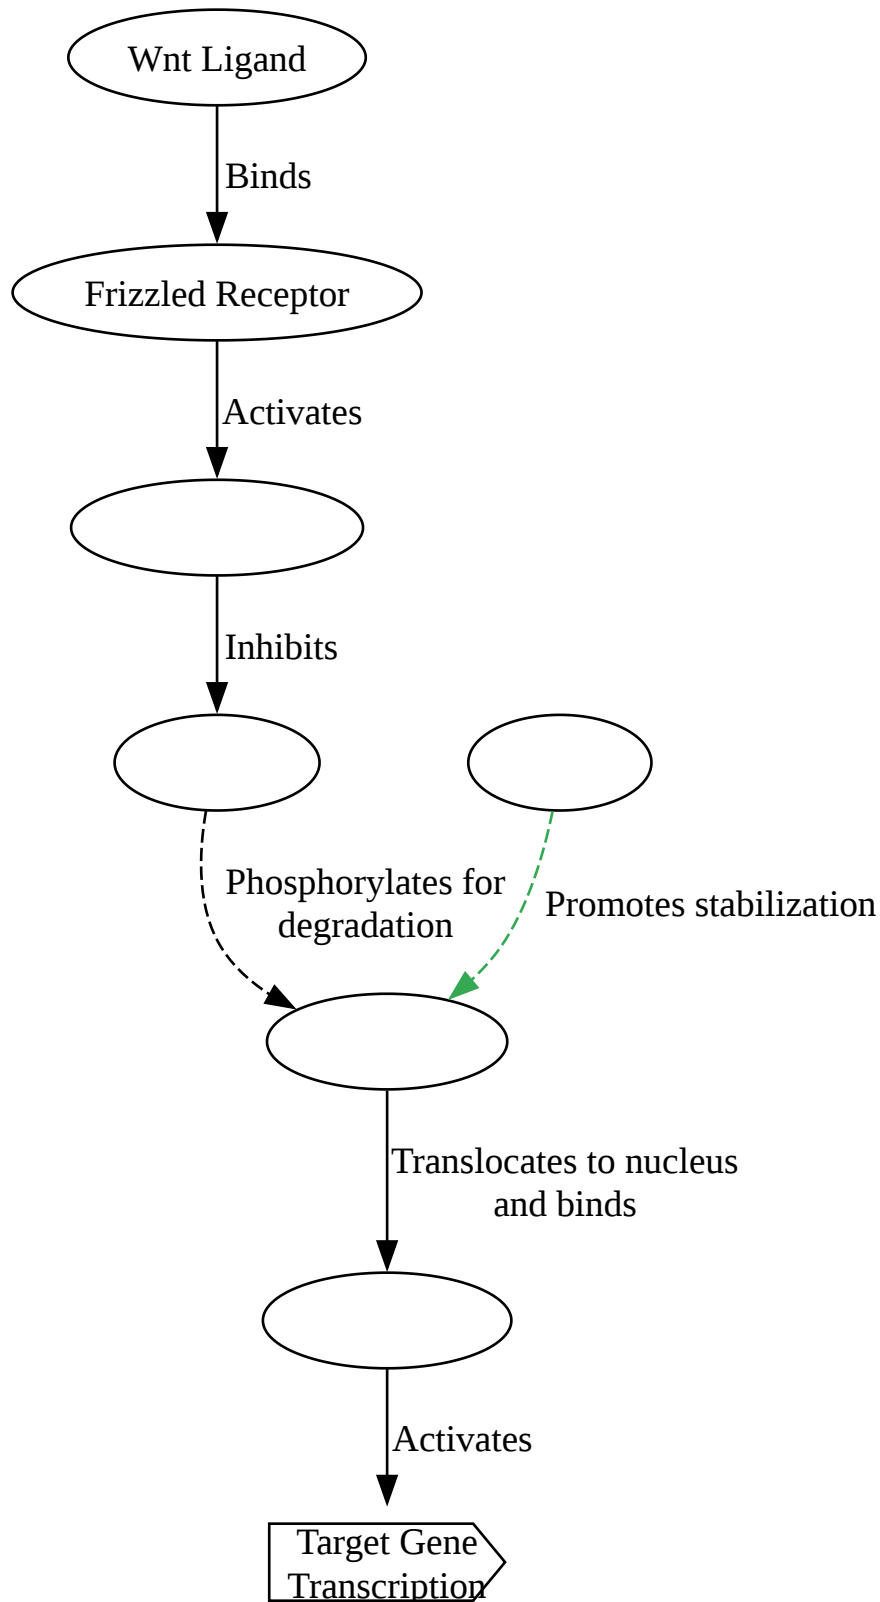 Wnt Ligand
Binds
Frizzled Receptor
Activates
Inhibits
Phosphorylates for
degradation
Promotes stabilization
Translocates to nucleus
and binds
Activates
Target Gene
Transcription